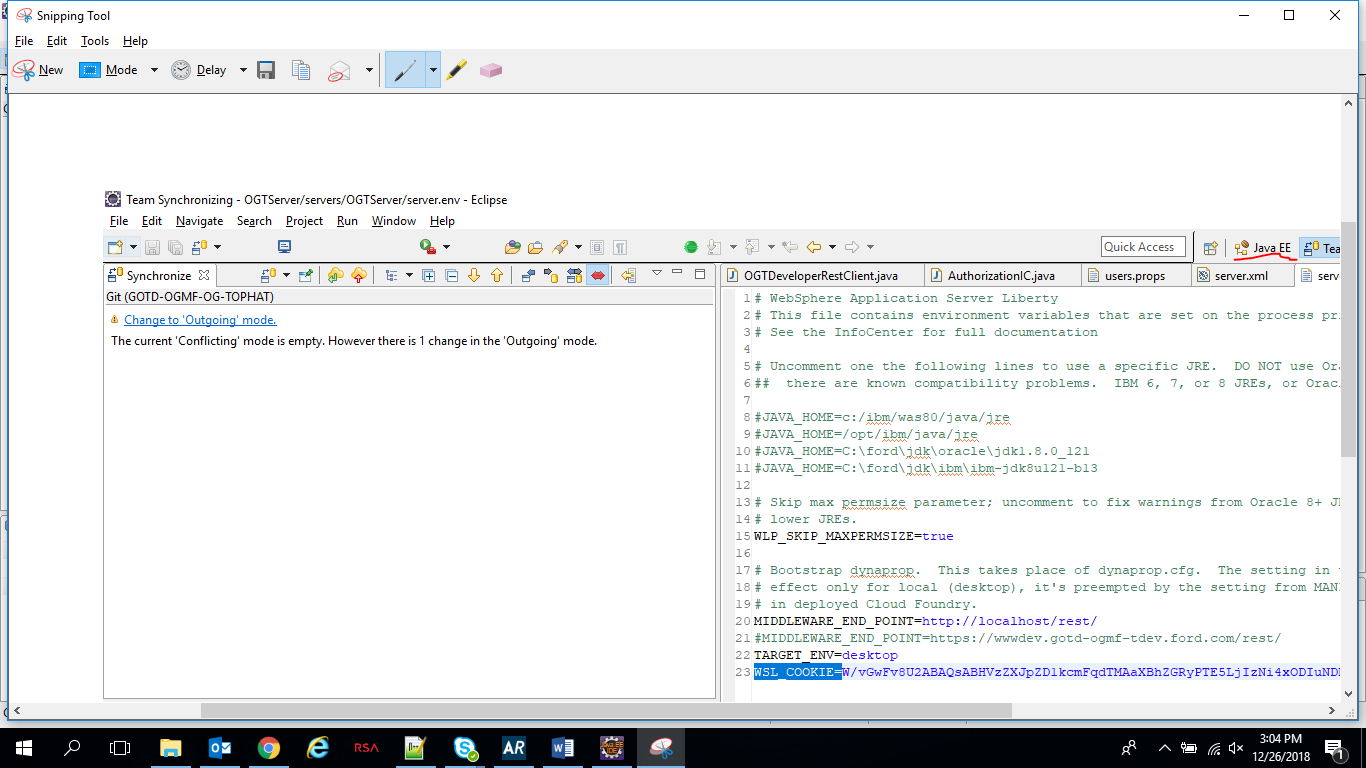 Snipping Tool
File Edit Tools Help
New Mode Delay
Team Synchronizing - OGTServer/servers/OGTServer/server.env - Eclipse
File Edit Navigate Search Project Run Window Help
Quick Access Java EE Tea
Synchronize
OGTDeveloperRestClient.java AuthorizationIC.java users.props server.xml serv
Git (GOTD-OGMF-OG-TOPHAT)
Change to 'Outgoing' mode.
The current 'Conflicting' mode is empty. However there is 1 change in the 'Outgoing' mode.
1 # WebSphere Application Server Liberty
2 # This file contains environment variables that are set on the process pri
3 # See the InfoCenter for full documentation
4
5 # Uncomment one the following lines to use a specific JRE.  DO NOT use Ora
6 ##  there are known compatibility problems.  IBM 6, 7, or 8 JREs, or Oracl
7
8 #JAVA_HOME=c:/ibm/was80/java/jre
9 #JAVA_HOME=/opt/ibm/java/jre
10 #JAVA_HOME=C:\ford\jdk\oracle\jdk1.8.0_121
11 #JAVA_HOME=C:\ford\jdk\ibm\ibm-jdk8u121-b13
12
13 # Skip max permsize parameter; uncomment to fix warnings from Oracle 8+ JR
14 # lower JREs.
15 WLP_SKIP_MAXPERMSIZE=true
16
17 # Bootstrap dynaprop.  This takes place of dynaprop.cfg.  The setting in
18 # effect only for local (desktop), it's preempted by the setting from MAN
19 # in deployed Cloud Foundry.
20 MIDDLEWARE_END_POINT=http://localhost/rest/
21 #MIDDLEWARE_END_POINT=https://wwwdev.gotd-ogmf-tdev.ford.com/rest/
22 TARGET_ENV=desktop
23 WSL_COOKIE=W/vGwFv8U2ABAQsABHVzZXJpZD1kcmFqdTMAaXBhZGRyPTE5LjIzNi4xODIuNDI
RSA
AR
JAVA EE
IDE
3:04 PM
12/26/2018
1